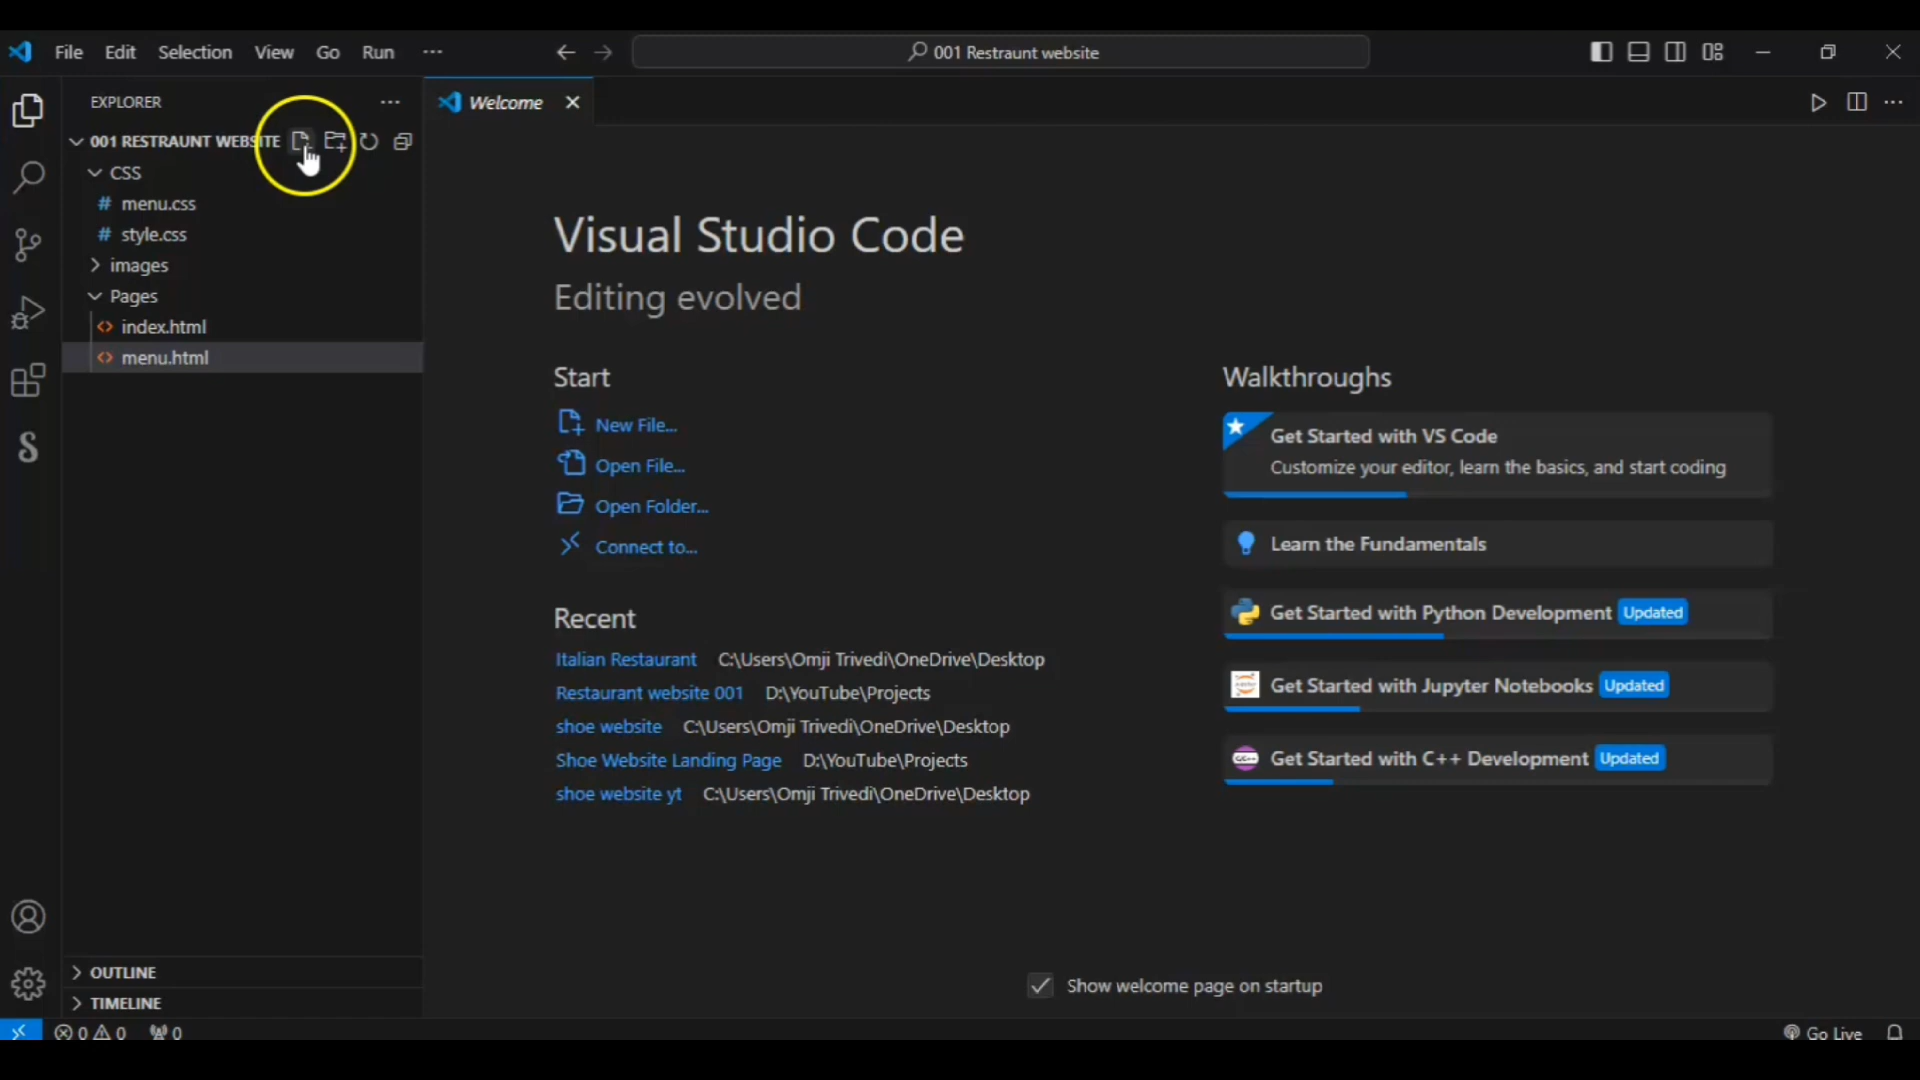 File Edit Selection View Go Run ···
001 Restraunt website
EXPLORER
Welcome
001 RESTRAUNT WEBSITE
CSS
# menu.css
# style.css
images
Pages
<> index.html
<> menu.html
OUTLINE
TIMELINE
Visual Studio Code
Editing evolved
Start
New File...
Open File...
Open Folder...
Connect to...
Recent
Italian Restaurant C:\Users\Omji Trivedi\OneDrive\Desktop
Restaurant website 001 D:\YouTube\Projects
shoe website C:\Users\Omji Trivedi\OneDrive\Desktop
Shoe Website Landing Page D:\YouTube\Projects
shoe website yt C:\Users\Omji Trivedi\OneDrive\Desktop
Walkthroughs
Get Started with VS Code
Customize your editor, learn the basics, and start coding
Learn the Fundamentals
Get Started with Python Development Updated
Get Started with Jupyter Notebooks Updated
Get Started with C++ Development Updated
Show welcome page on startup
0 0 0
Go Live